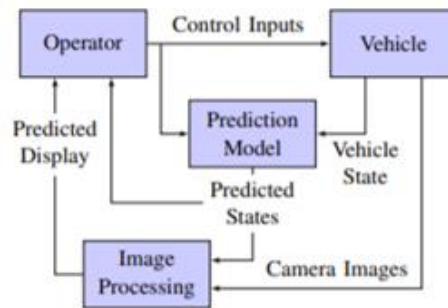 Operator
Control Inputs
Vehicle
Predicted
Display
Prediction
Model
Vehicle
State
Predicted
States
Image
Processing
Camera Images